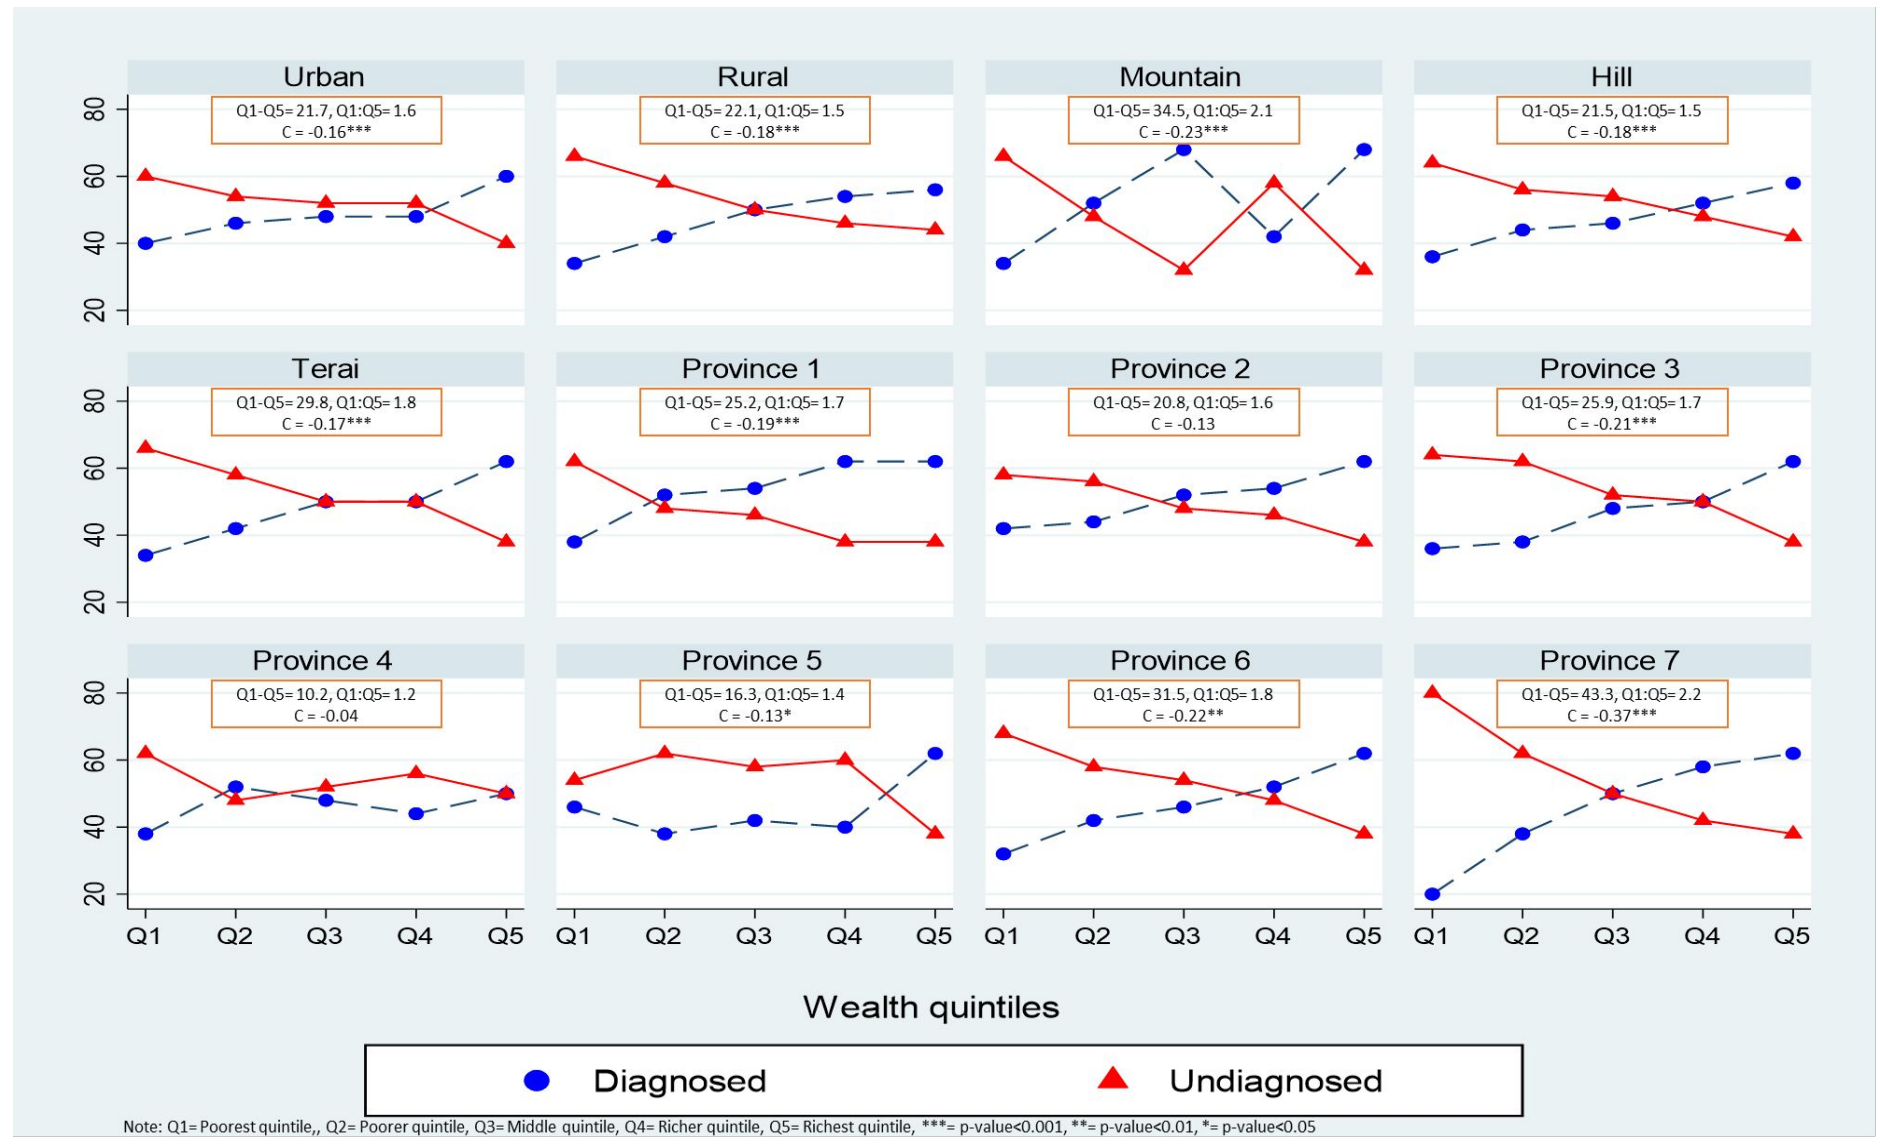 Urban
Rural
Mountain
Hill
Q1-Q5= 21.7, Q1:Q5= 1.6
C = -0.16***
Q1-Q5= 22.1, Q1:Q5= 1.5
C = -0.18***
Q1-Q5= 34.5, Q1:Q5= 2.1
C = -0.23***
Q1-Q5= 21.5, Q1:Q5= 1.5
C = -0.18***
80
60
40
20
Terai
Province 1
Province 2
Province 3
Q1-Q5= 29.8, Q1:Q5= 1.8
C = -0.17***
Q1-Q5= 25.2, Q1:Q5= 1.7
C = -0.19***
Q1-Q5= 20.8, Q1:Q5= 1.6
C = -0.13
Q1-Q5= 25.9, Q1:Q5= 1.7
C = -0.21***
80
60
40
20
Province 4
Province 5
Province 6
Province 7
Q1-Q5= 10.2, Q1:Q5= 1.2
C = -0.04
Q1-Q5= 16.3, Q1:Q5= 1.4
C = -0.13*
Q1-Q5= 31.5, Q1:Q5= 1.8
C = -0.22**
Q1-Q5= 43.3, Q1:Q5= 2.2
C = -0.37***
80
60
40
20
Q1 Q2 Q3 Q4 Q5
Q1 Q2 Q3 Q4 Q5
Q1 Q2 Q3 Q4 Q5
Q1 Q2 Q3 Q4 Q5
Wealth quintiles
Diagnosed
Undiagnosed
Note: Q1= Poorest quintile,, Q2= Poorer quintile, Q3= Middle quintile, Q4= Richer quintile, Q5= Richest quintile, ***= p-value<0.001, **= p-value<0.01, *= p-value<0.05